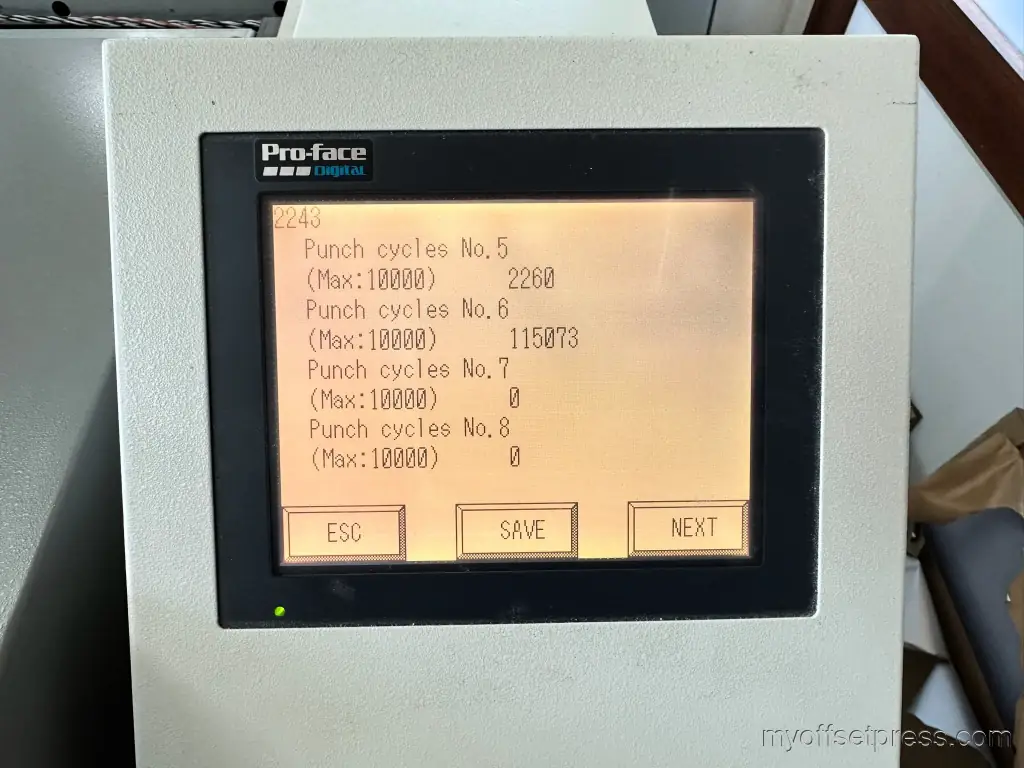 Pro-face
Digital
2243
Punch cycles No.5
(Max:10000) 2260
Punch cycles No.6
(Max:10000) 115073
Punch cycles No.7
(Max:10000) 0
Punch cycles No.8
(Max:10000) 0
ESC SAVE NEXT
myoffsetpress.com